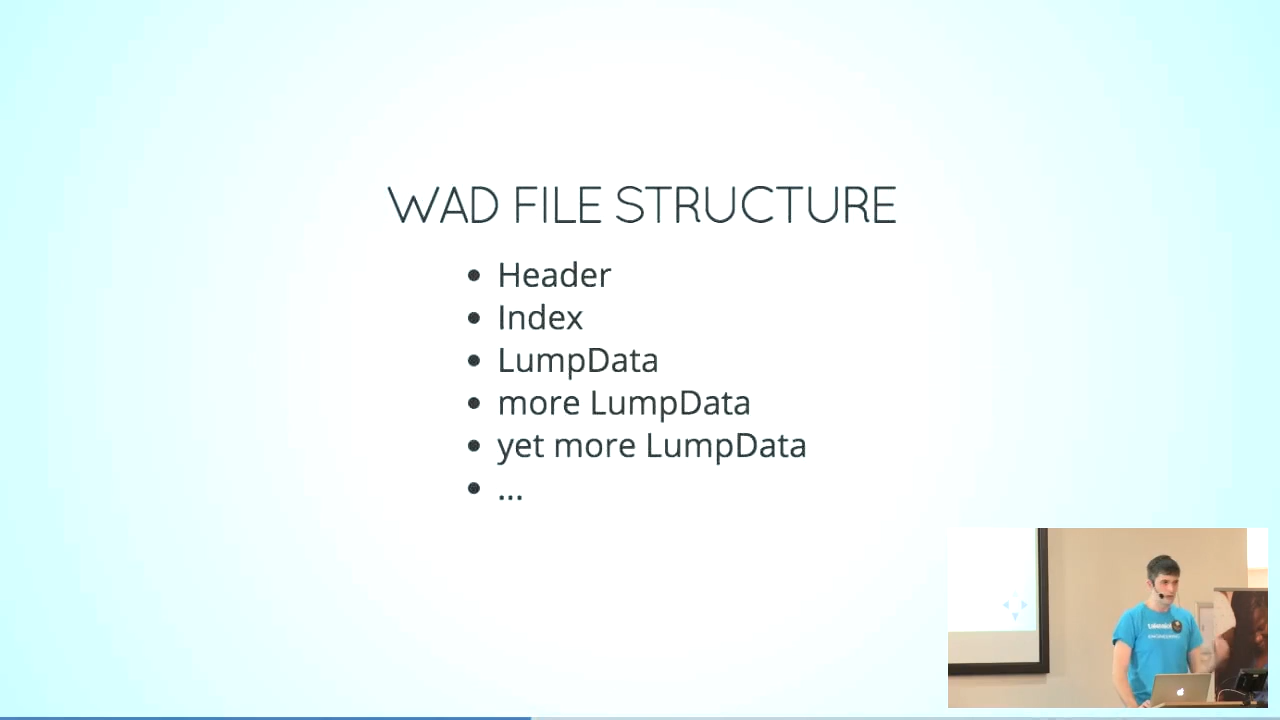 WAD FILE STRUCTURE
Header
Index
LumpData
more LumpData
yet more LumpData
...